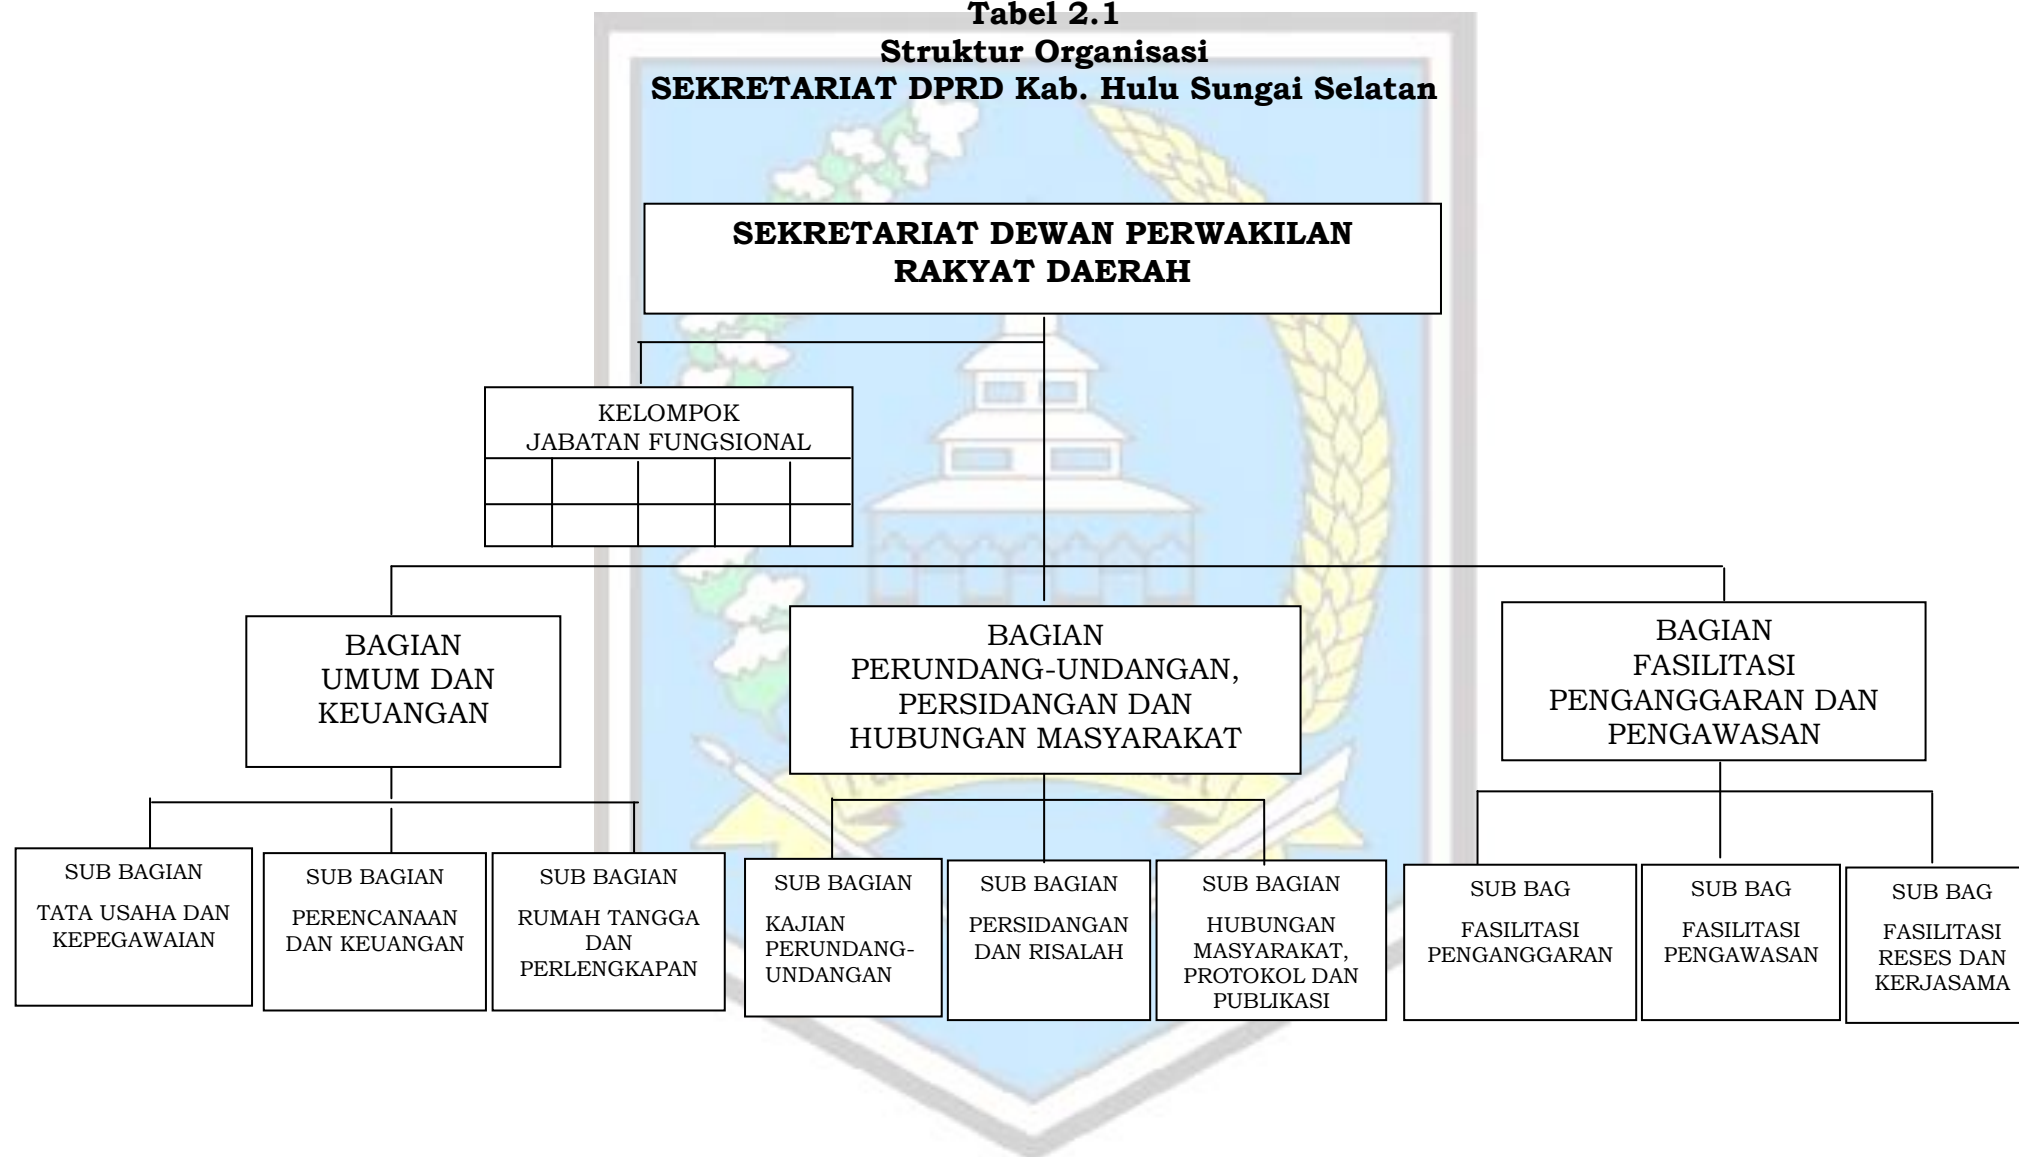 Tabel 2.1
Struktur Organisasi
SEKRETARIAT DPRD Kab. Hulu Sungai Selatan
SEKRETARIAT DEWAN PERWAKILAN
RAKYAT DAERAH
KELOMPOK
JABATAN FUNGSIONAL
BAGIAN
UMUM DAN
KEUANGAN
BAGIAN
PERUNDANG-UNDANGAN,
PERSIDANGAN DAN
HUBUNGAN MASYARAKAT
BAGIAN
FASILITASI
PENGANGGARAN DAN
PENGAWASAN
SUB BAGIAN
TATA USAHA DAN
KEPEGAWAIAN
SUB BAGIAN
PERENCANAAN
DAN KEUANGAN
SUB BAGIAN
RUMAH TANGGA
DAN
PERLENGKAPAN
SUB BAGIAN
KAJIAN
PERUNDANG-
UNDANGAN
SUB BAGIAN
PERSIDANGAN
DAN RISALAH
SUB BAGIAN
HUBUNGAN
MASYARAKAT,
PROTOKOL DAN
PUBLIKASI
SUB BAG
FASILITASI
PENGANGGARAN
SUB BAG
FASILITASI
PENGAWASAN
SUB BAG
FASILITASI
RESES DAN
KERJASAMA